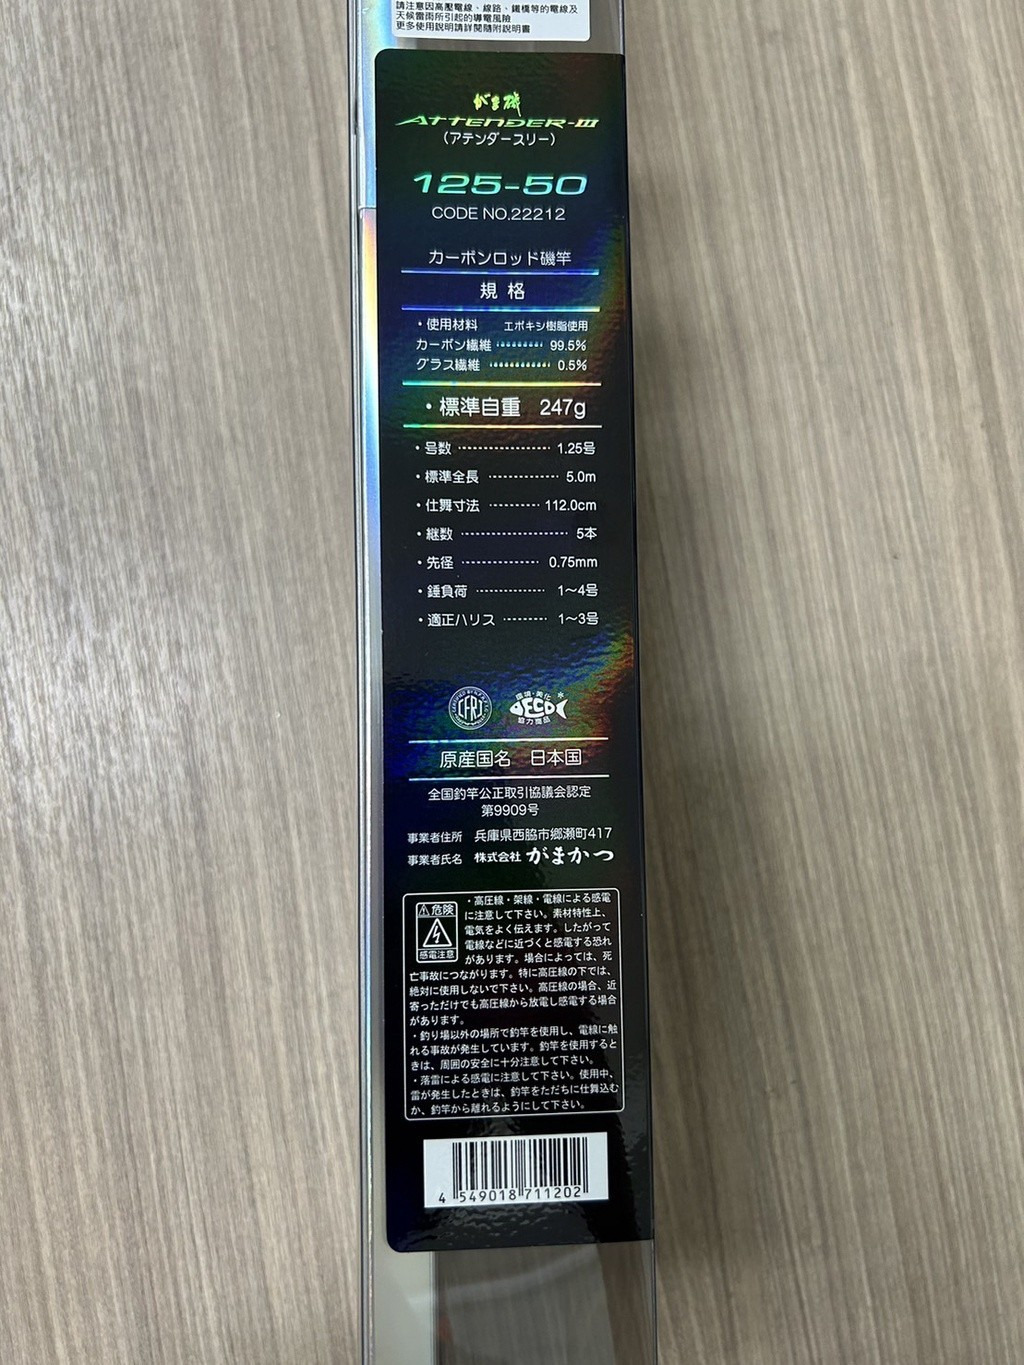 請注意因高壓電線、線路、鐵橋等的電線及
天候雷雨所引起的導電風險
更多使用說明請詳閱隨附說明書
がま磯
ATTENDER-III
(アテンダースリー)
125-50
CODE NO.22212
カーボンロッド磯竿
規格
・使用材料 エポキシ樹脂使用
カーボン繊維 ········· 99.5%
グラス繊維 ············ 0.5%
・標準自重 247g
・号数 ················ 1.25号
・標準全長 ············ 5.0m
・仕舞寸法 ········· 112.0cm
・継数 ···················· 5本
・先径 ··············· 0.75mm
・錘負荷 ············· 1〜4号
・適正ハリス ········ 1〜3号
CFRJ
環境・美化
ECO
協力商品
原産国名 日本国
全国釣竿公正取引協議会認定
第9909号
事業者住所 兵庫県西脇市郷瀬町417
事業者氏名 株式会社 がまかつ
危険
感電注意
・高圧線・架線・電線による感電
に注意して下さい。素材特性上、
電気をよく伝えます。したがって
電線などに近づくと感電する恐れ
があります。場合によっては、死
亡事故につながります。特に高圧線の下では、
絶対に使用しないで下さい。高圧線の場合、近
寄っただけでも高圧線から放電し感電する場合
があります。
・釣り場以外の場所で釣竿を使用し、電線に触
れる事故が発生しています。釣竿を使用すると
きは、周囲の安全に十分注意して下さい。
・落雷による感電に注意して下さい。使用中、
雷が発生したときは、釣竿をただちに仕舞込む
か、釣竿から離れるようにして下さい。
4 549018 711202